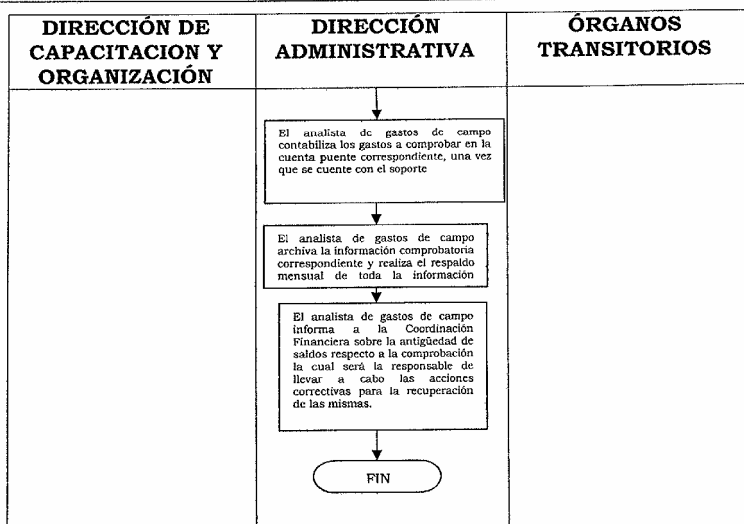 DIRECCIÓN DE
CAPACITACION Y
ORGANIZACIÓN
DIRECCIÓN
ADMINISTRATIVA
ÓRGANOS
TRANSITORIOS
El analista de gastos de campo
contabiliza los gastos a comprobar en la
cuenta puente correspondiente, una vez
que se cuente con el soporte
El analista de gastos de campo
archiva la información comprobatoria
correspondiente y realiza el respaldo
mensual de toda la información
El analista de gastos de campo
informa a la Coordinación
Financiera sobre la antigüedad de
saldos respecto a la comprobación
la cual será la responsable de
llevar a cabo las acciones
correctivas para la recuperación
de las mismas.
FIN